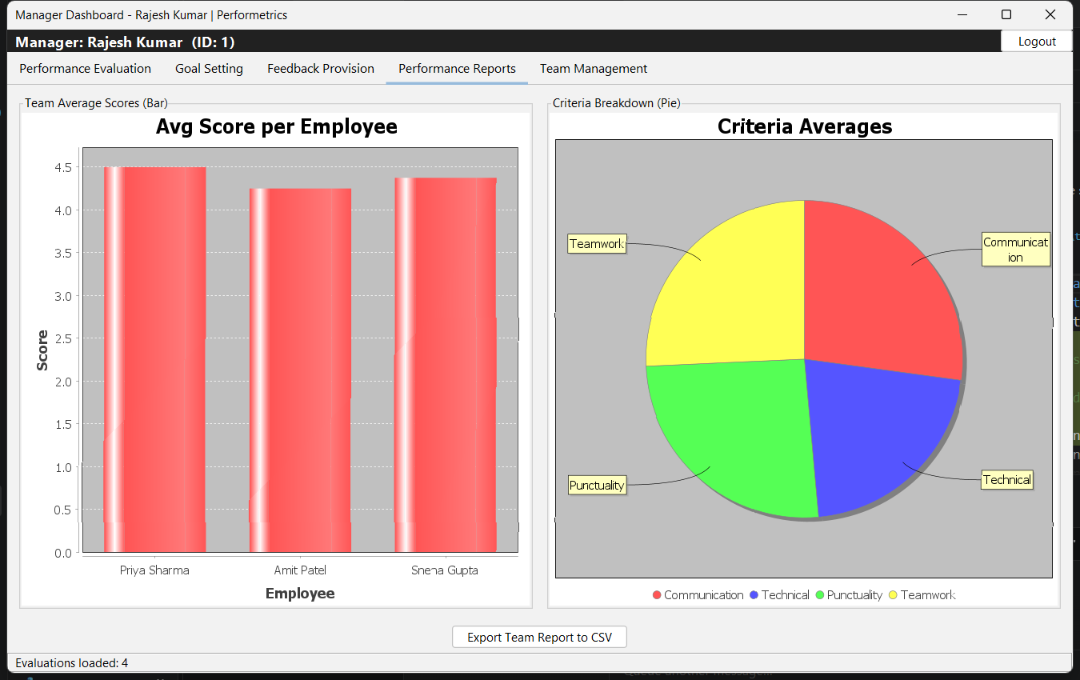 Manager Dashboard - Rajesh Kumar | Performetrics
Manager: Rajesh Kumar (ID: 1)
Logout
Performance Evaluation
Goal Setting
Feedback Provision
Performance Reports
Team Management
Team Average Scores (Bar)
Avg Score per Employee
4.5
4.0
3.5
3.0
2.5
2.0
1.5
1.0
0.5
0.0
Score
Priya Sharma
Amit Patel
Sneha Gupta
Employee
Criteria Breakdown (Pie)
Criteria Averages
Teamwork
Communicat
ion
Punctuality
Technical
Communication
Technical
Punctuality
Teamwork
Export Team Report to CSV
Evaluations loaded: 4